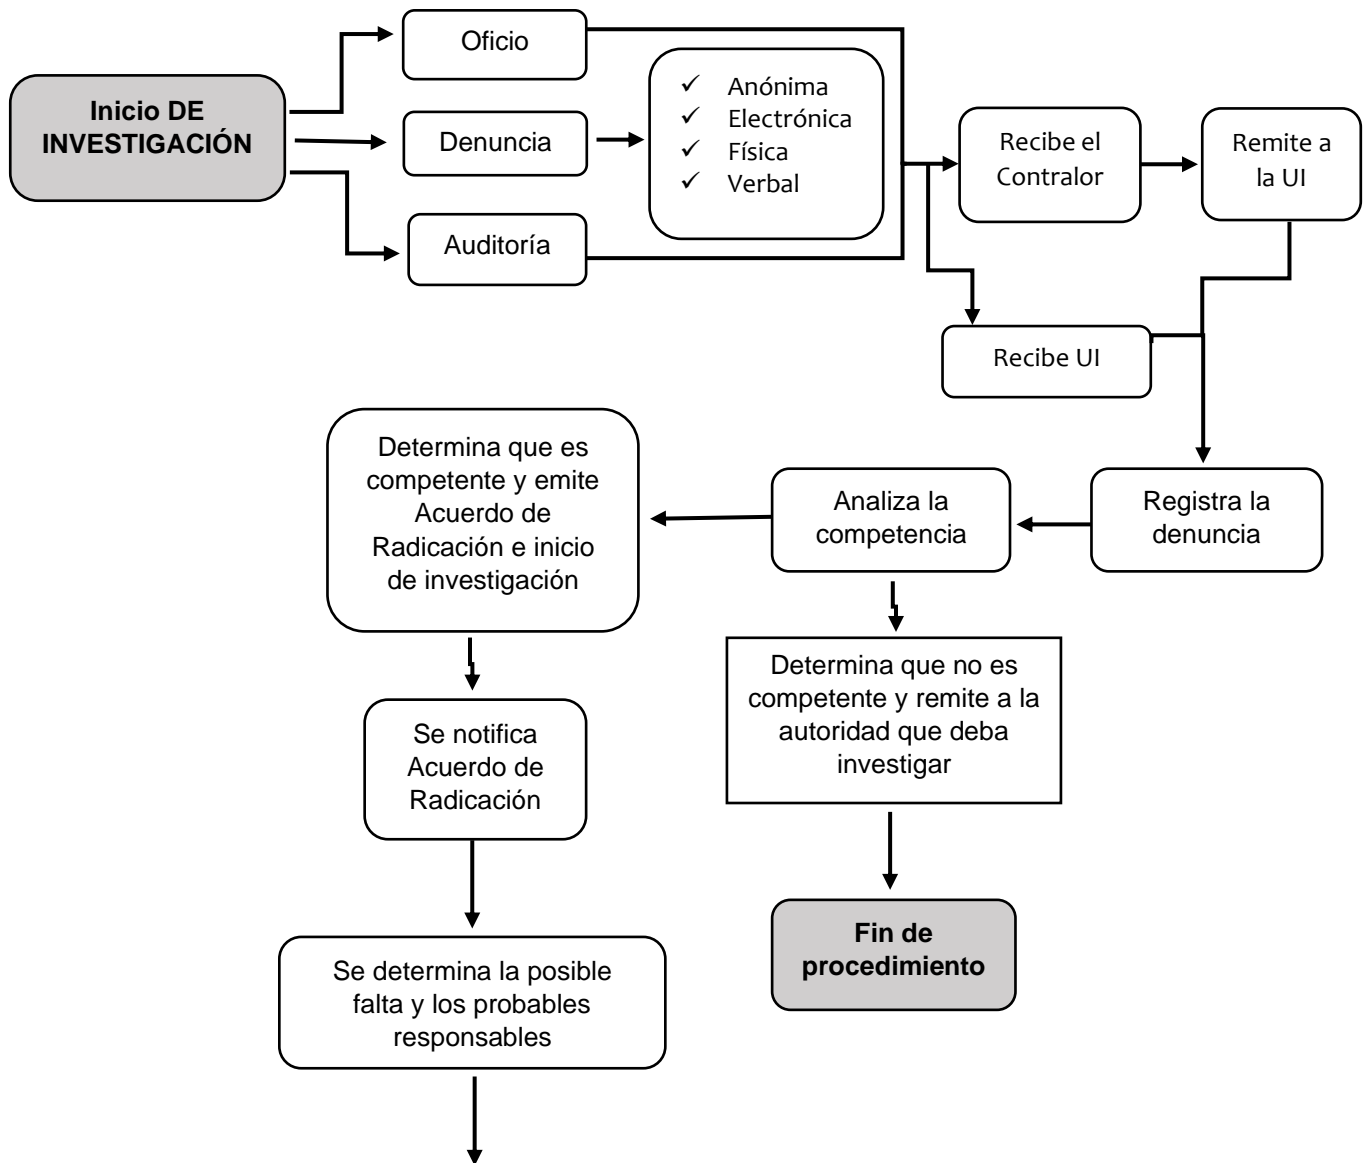 Oficio
Inicio DE
INVESTIGACIÓN
Denuncia
✓ Anónima
✓ Electrónica
✓ Física
✓ Verbal
Auditoría
Recibe el
Contralor
Remite a
la UI
Recibe UI
Determina que es
competente y emite
Acuerdo de
Radicación e inicio
de investigación
Analiza la
competencia
Registra la
denuncia
Determina que no es
competente y remite a la
autoridad que deba
investigar
Se notifica
Acuerdo de
Radicación
Fin de
procedimiento
Se determina la posible
falta y los probables
responsables